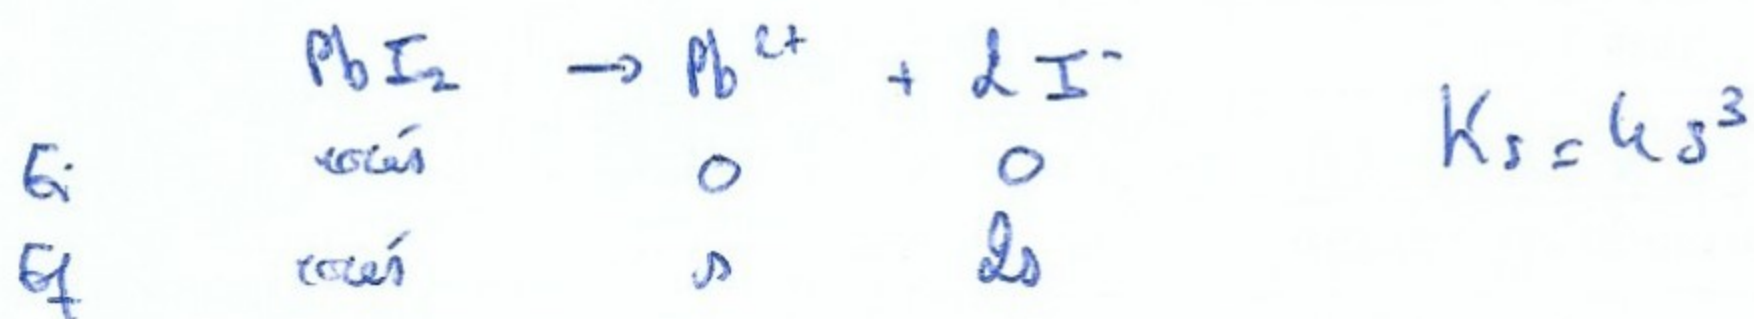 PbI₂ → Pb²⁺ + 2I⁻
Ei excès 0 0
Ks = 4s³
Ef excès s 2s